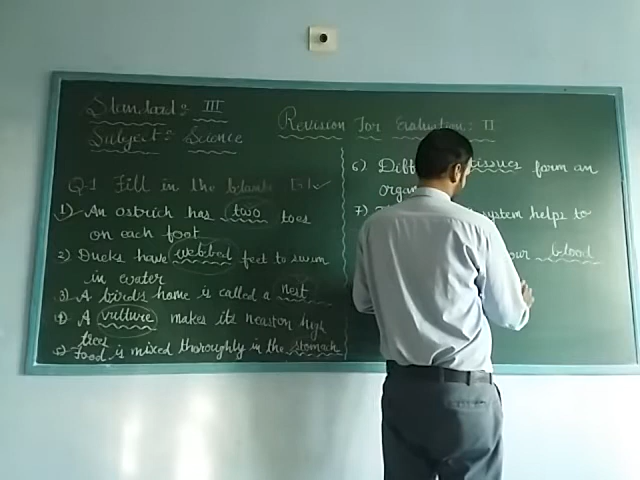 Standard: III
Subject: Science
Revision For Evaluation: II
Q-1 Fill in the blanks
1) An ostrich has two toes
on each foot
2) Ducks have webbed feet to swim
in water
3) A bird's home is called a nest
4) A vulture makes its nest on high
trees
5) Food is mixed thoroughly in the stomach
6) tissues form an
organ
7) system helps to
our blood